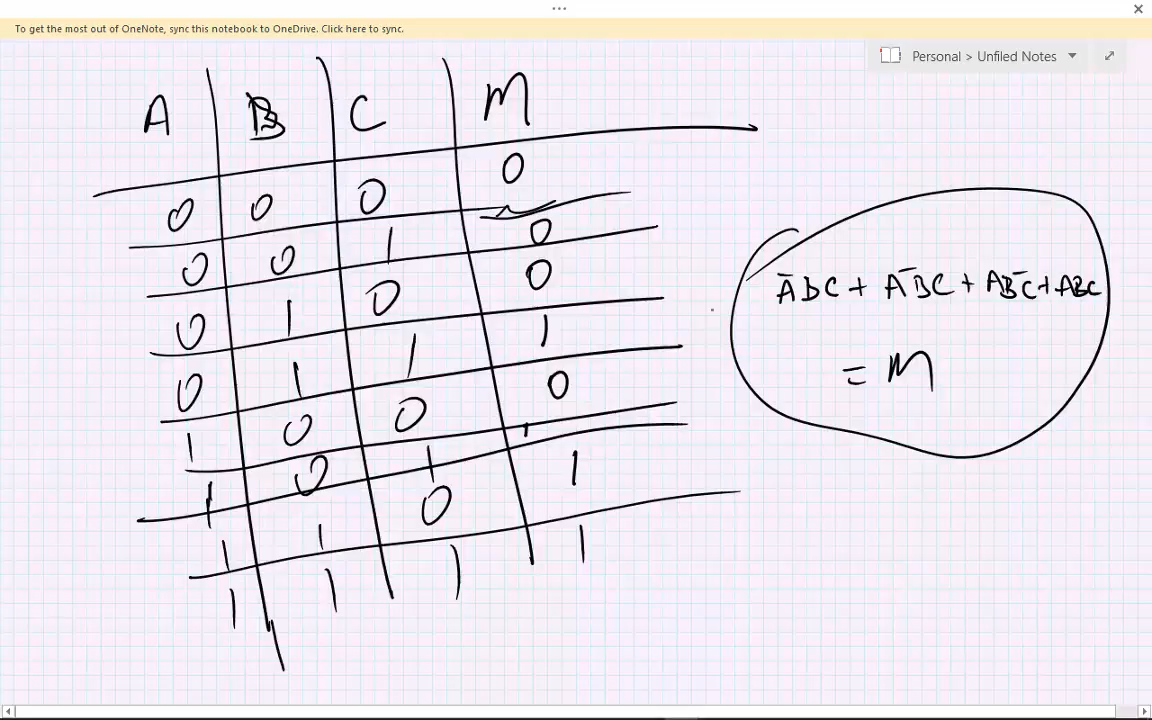 To get the most out of OneNote, sync this notebook to OneDrive. Click here to sync.
Personal > Unfiled Notes
A B C M
0 0 0 0
0 0 1 0
0 1 0 0
0 1 1 1
1 0 0 0
1 0 1 1
1 1 0 1
1 1 1 1
A̅BC + AB̅C + ABC̅ + ABC
= M